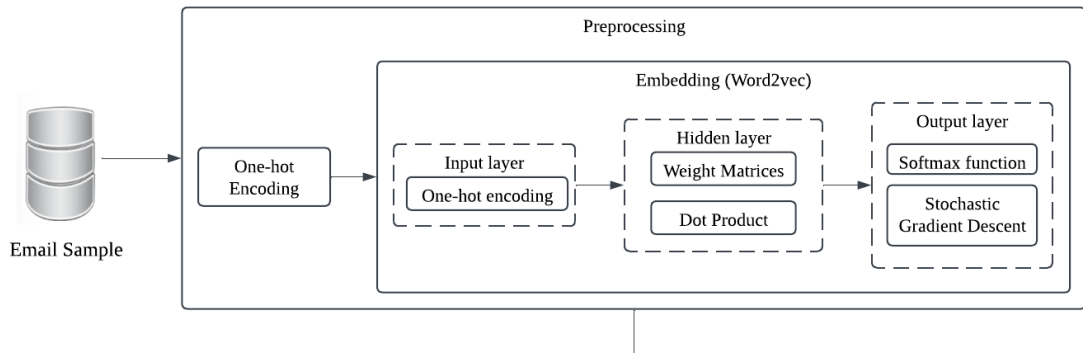 Preprocessing
Embedding (Word2vec)
Email Sample
One-hot
Encoding
Input layer
One-hot encoding
Hidden layer
Weight Matrices
Dot Product
Output layer
Softmax function
Stochastic
Gradient Descent